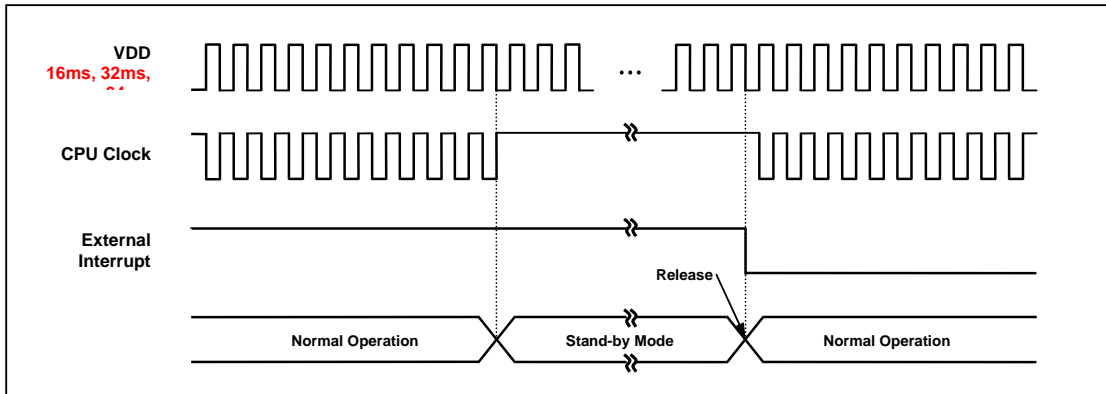 VDD
16ms, 32ms,
CPU Clock
...
External
Interrupt
Release
Normal Operation
Stand-by Mode
Normal Operation